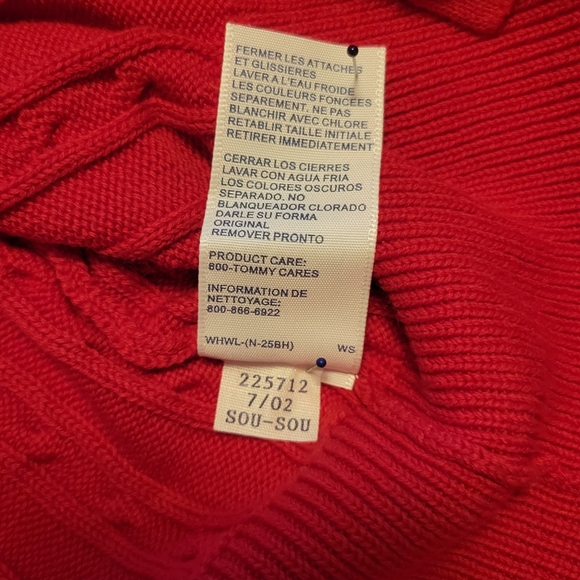 FERMER LES ATTACHES
ET GLISSIERES
LAVER A L'EAU FROIDE
LES COULEURS FONCEES
SEPAREMENT. NE PAS
BLANCHIR AVEC CHLORE
RETABLIR TAILLE INITIALE
RETIRER IMMEDIATEMENT
CERRAR LOS CIERRES
LAVAR CON AGUA FRIA
LOS COLORES OSCUROS
SEPARADO. NO
BLANQUEADOR CLORADO
DARLE SU FORMA
ORIGINAL
REMOVER PRONTO
PRODUCT CARE:
800-TOMMY CARES
INFORMATION DE
NETTOYAGE:
800-866-6922
WHWL-(N-25BH) WS
225712
7/02
SOU-SOU